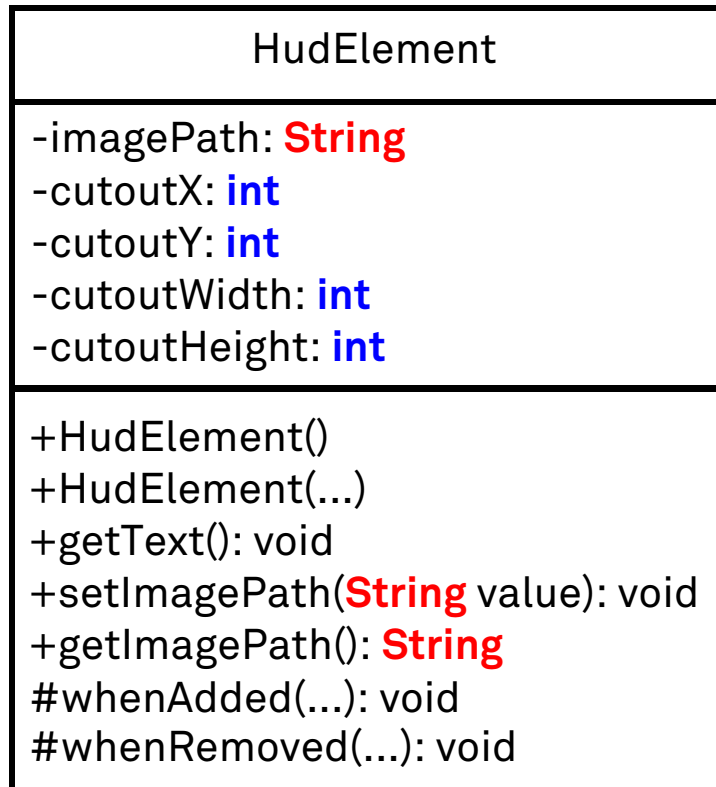 HudElement
-imagePath: String
-cutoutX: int
-cutoutY: int
-cutoutWidth: int
-cutoutHeight: int
+HudElement()
+HudElement(...)
+getText(): void
+setImagePath(String value): void
+getImagePath(): String
#whenAdded(...): void
#whenRemoved(...): void